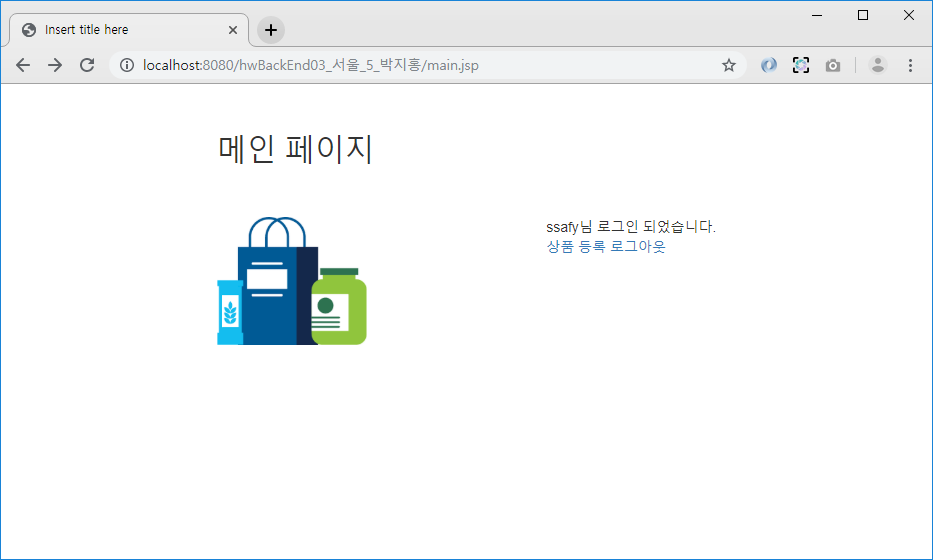 Insert title here
localhost:8080/hwBackEnd03_서울_5_박지홍/main.jsp
메인 페이지
ssafy님 로그인 되었습니다.
상품 등록 로그아웃